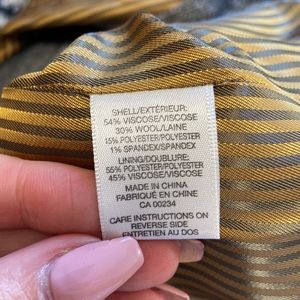 SHELL/EXTÉRIEUR:
54% VISCOSE/VISCOSE
30% WOOL/LAINE
15% POLYESTER/POLYESTER
1% SPANDEX/SPANDEX
LINING/DOUBLURE:
55% POLYESTER/POLYESTER
45% VISCOSE/VISCOSE
MADE IN CHINA
FABRIQUÉ EN CHINE
CA 00234
CARE INSTRUCTIONS ON
REVERSE SIDE
ENTRETIEN AU DOS